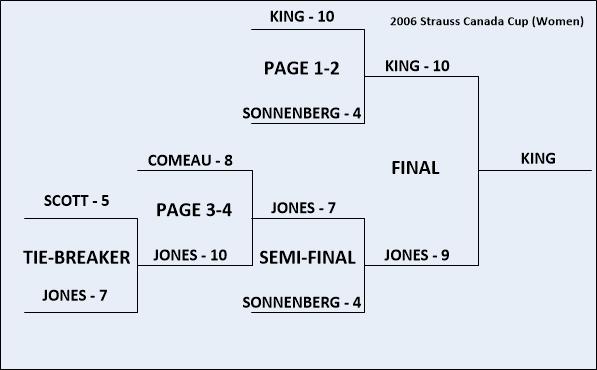 KING - 10
2006 Strauss Canada Cup (Women)
PAGE 1-2
KING - 10
SONNENBERG - 4
COMEAU - 8
FINAL
KING
SCOTT - 5
PAGE 3-4
JONES - 7
TIE-BREAKER
JONES - 10
SEMI-FINAL
JONES - 9
JONES - 7
SONNENBERG - 4